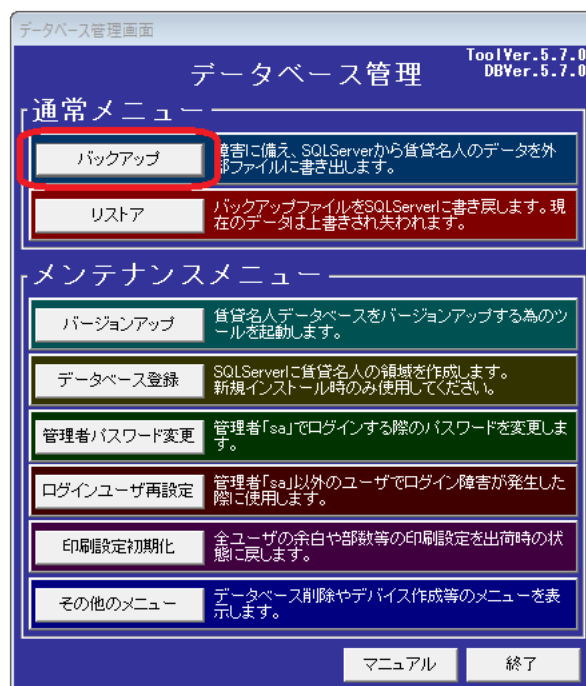 データベース管理画面
ToolVer.5.7.0
データベース管理
DBVer.5.7.0
通常メニュー
バックアップ
障害に備え、SQLServerから賃貸名人のデータを外
部ファイルに書き出します。
リストア
バックアップファイルをSQLServerに書き戻します。現
在のデータは上書きされ失われます。
メンテナンスメニュー
バージョンアップ
賃貸名人データベースをバージョンアップする為のツ
ールを起動します。
データベース登録
SQLServerに賃貸名人の領域を作成します。
新規インストール時のみ使用してください。
管理者パスワード変更
管理者「sa」でログインする際のパスワードを変更しま
す。
ログインユーザ再設定
管理者「sa」以外のユーザでログイン障害が発生した
際に使用します。
印刷設定初期化
全ユーザの余白や部数等の印刷設定を出荷時の状
態に戻します。
その他のメニュー
データベース削除やデバイス作成等のメニューを表
示します。
マニュアル
終了